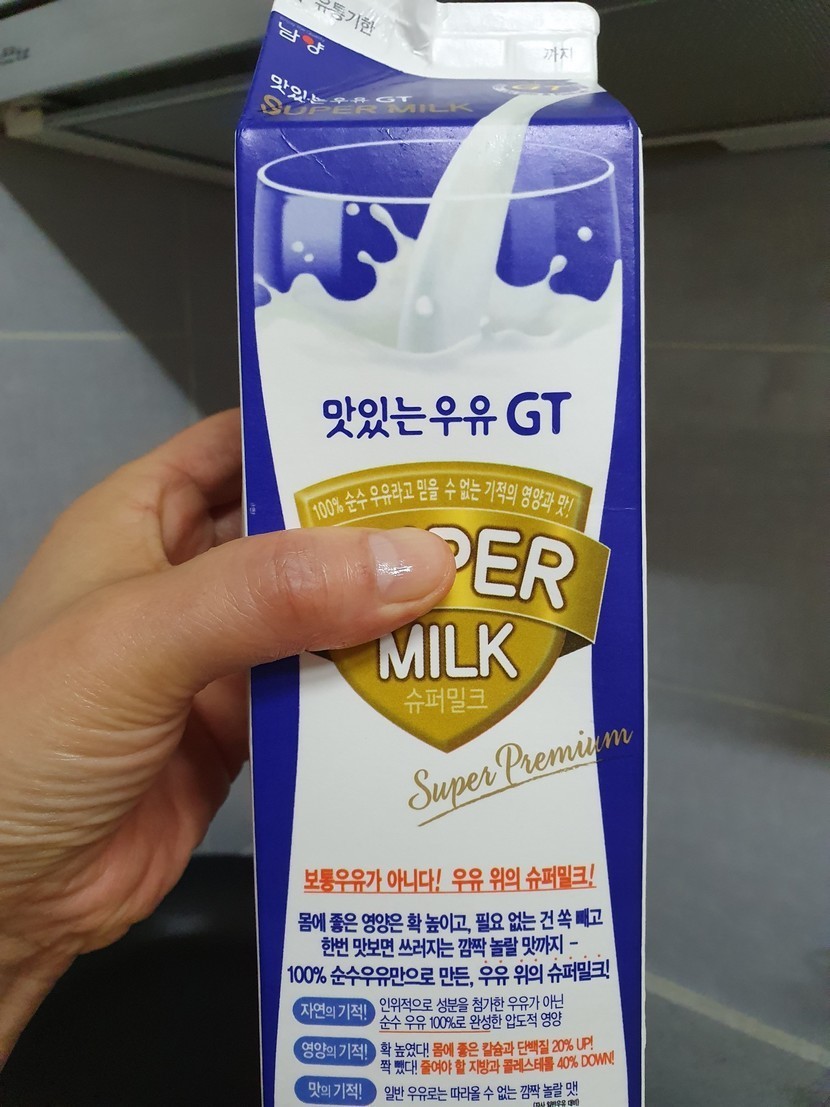 유통기한
까지
남양
맛있는우유 GT
SUPER MILK
GT
맛있는우유 GT
100% 순수 우유라고 믿을 수 없는 기적의 영양과 맛!
PER
MILK
슈퍼밀크
Super Premium
보통우유가 아니다! 우유 위의 슈퍼밀크!
몸에 좋은 영양은 확 높이고, 필요 없는 건 쏙 빼고
한번 맛보면 쓰러지는 깜짝 놀랄 맛까지 -
100% 순수우유만으로 만든, 우유 위의 슈퍼밀크!
자연의 기적! 인위적으로 성분을 첨가한 우유가 아닌
순수 우유 100%로 완성한 압도적 영양
영양의 기적! 확 높였다! 몸에 좋은 칼슘과 단백질 20% UP!
쫙 뺐다! 줄여야 할 지방과 콜레스테롤 40% DOWN!
맛의 기적! 일반 우유로는 따라올 수 없는 깜짝 놀랄 맛!
(자사 일반우유 대비)